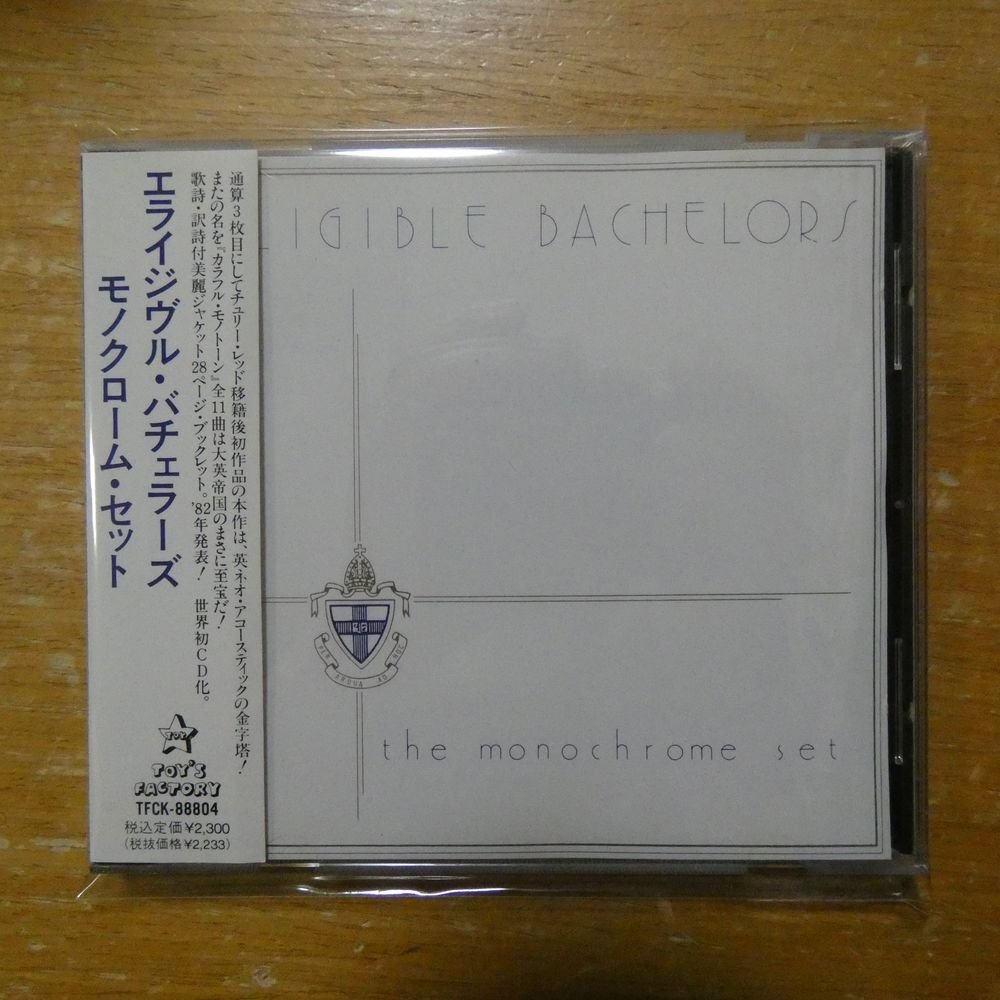 エライジヴル・バチェラーズ
モノクローム・セット
通算3枚目にしてチェリー・レッド移籍後初作品の本作は、英ネオ・アコースティックの金字塔!
またの名を『カラフル・モノトーン』全11曲は大英帝国のまさに至宝だ!
歌詩・訳詩付美麗ジャケット28ページ・ブックレット。'82年発表! 世界初CD化。
TOY
TOY'S
FACTORY
TFCK-88804
税込定価¥2,300
(税抜価格¥2,233)
LIGIBLE BACHELORS
PER ARDUA AD HOC
the monochrome set